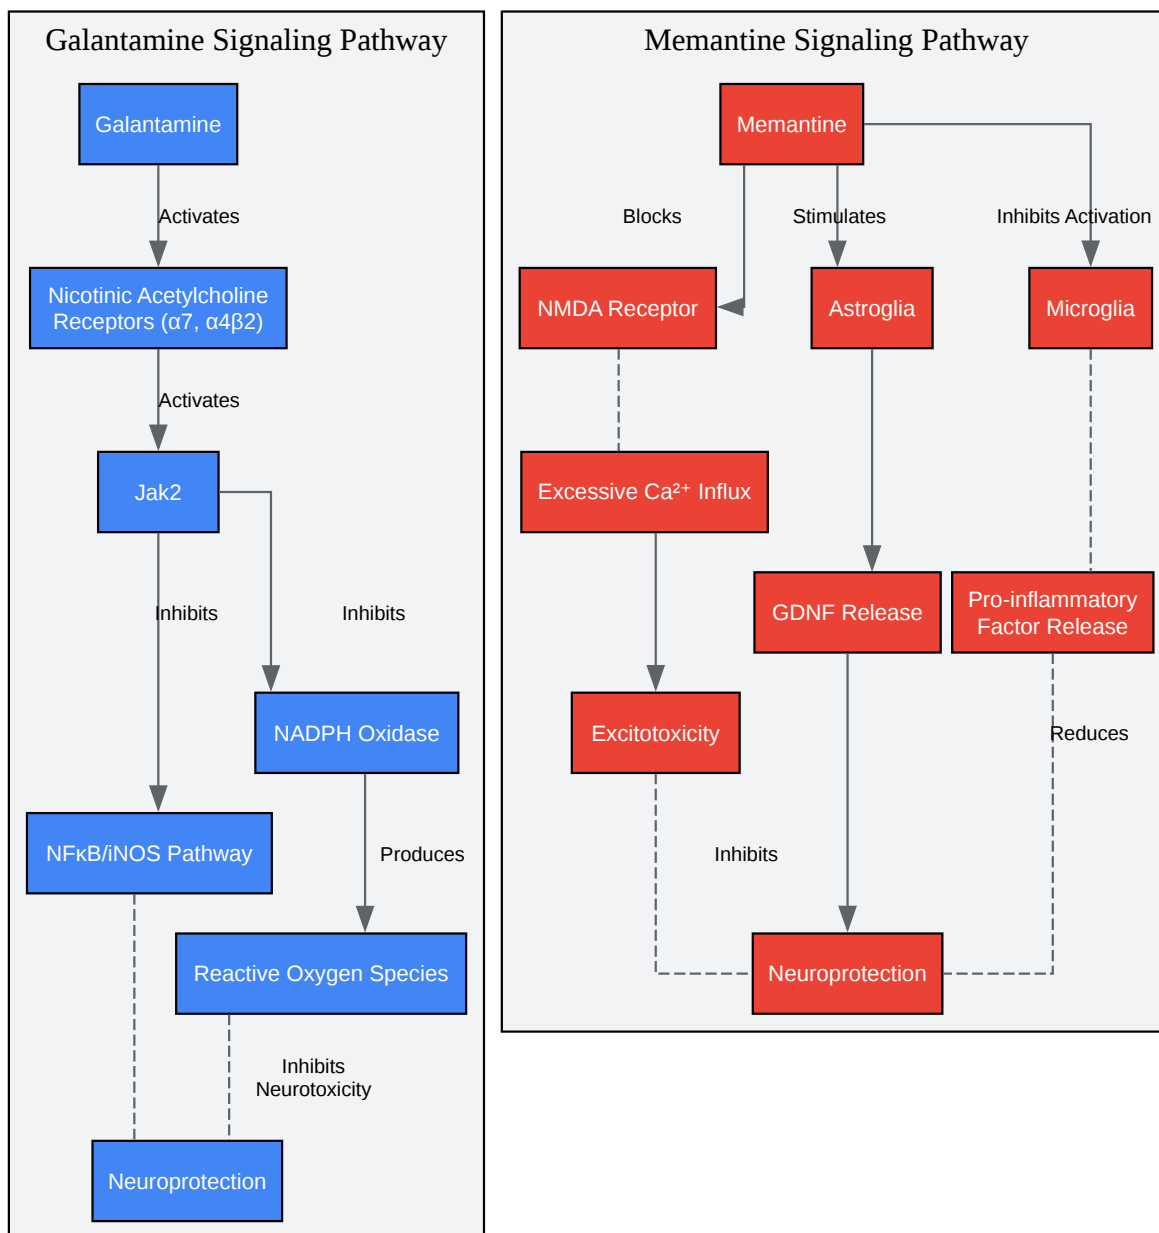 Galantamine Signaling Pathway
Galantamine
Activates
Nicotinic Acetylcholine
Receptors (α7, α4β2)
Activates
Jak2
Inhibits
Inhibits
NADPH Oxidase
NFκB/iNOS Pathway
Produces
Reactive Oxygen Species
Inhibits
Neurotoxicity
Neuroprotection
Memantine Signaling Pathway
Memantine
Blocks
Stimulates
Inhibits Activation
NMDA Receptor
Astroglia
Microglia
Excessive Ca²⁺ Influx
GDNF Release
Pro-inflammatory
Factor Release
Excitotoxicity
Reduces
Inhibits
Neuroprotection